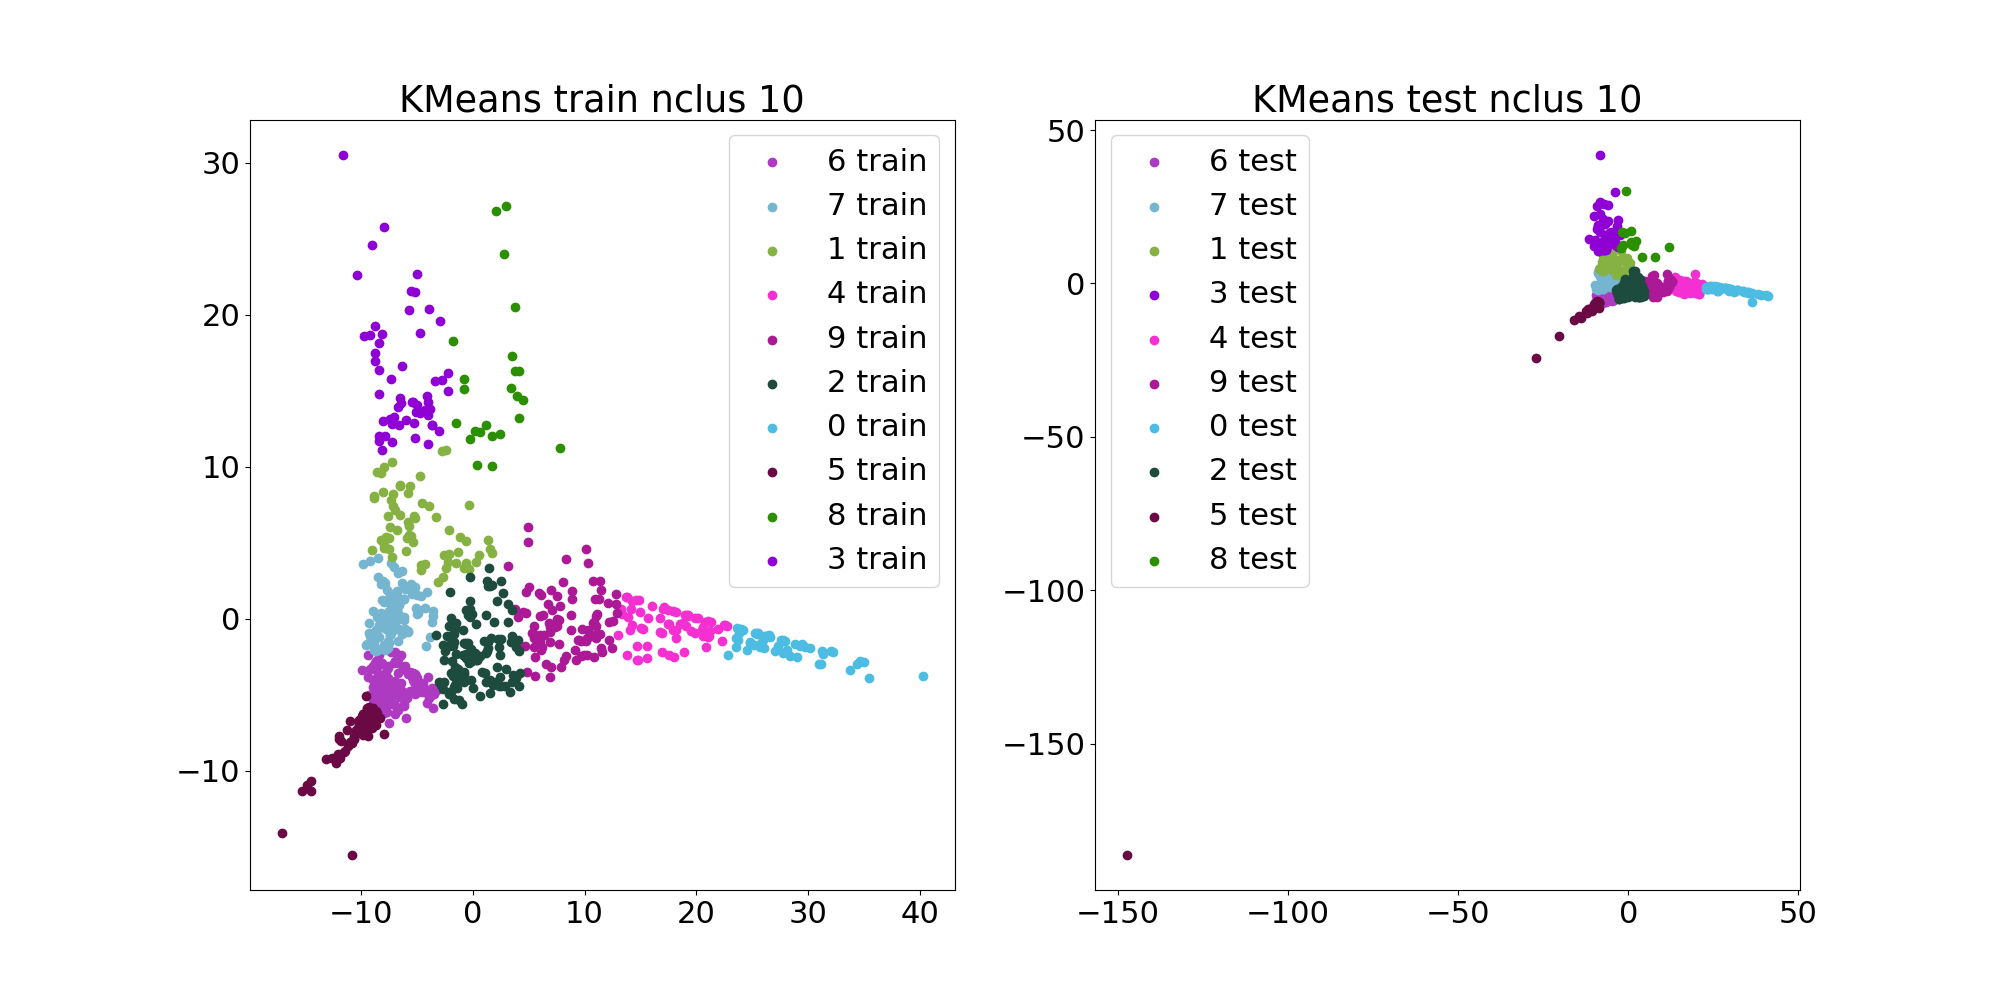 KMeans train nclus 10
30
20
10
0
−10
−10
0
10
20
30
40
6 train
7 train
1 train
4 train
9 train
2 train
0 train
5 train
8 train
3 train
KMeans test nclus 10
50
0
−50
−100
−150
−150
−100
−50
0
50
6 test
7 test
1 test
3 test
4 test
9 test
0 test
2 test
5 test
8 test